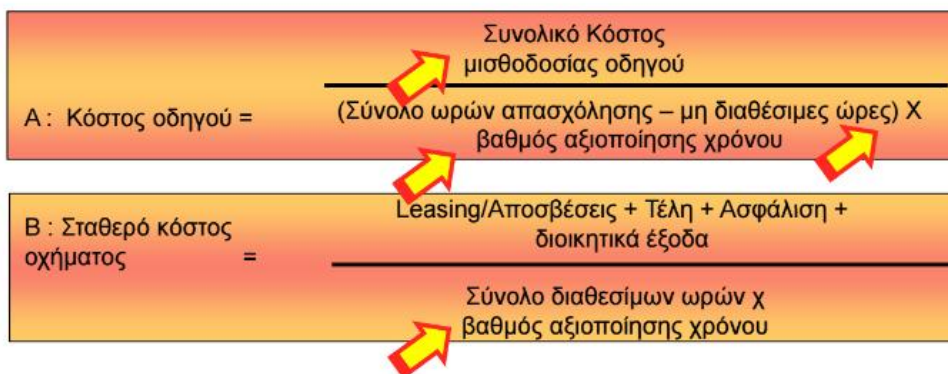 Συνολικό Κόστος
μισθοδοσίας οδηγού
Α : Κόστος οδηγού =
(Σύνολο ωρών απασχόλησης – μη διαθέσιμες ώρες) Χ
βαθμός αξιοποίησης χρόνου
Leasing/Αποσβέσεις + Τέλη + Ασφάλιση +
διοικητικά έξοδα
Β : Σταθερό κόστος
οχήματος =
Σύνολο διαθεσίμων ωρών χ
βαθμός αξιοποίησης χρόνου